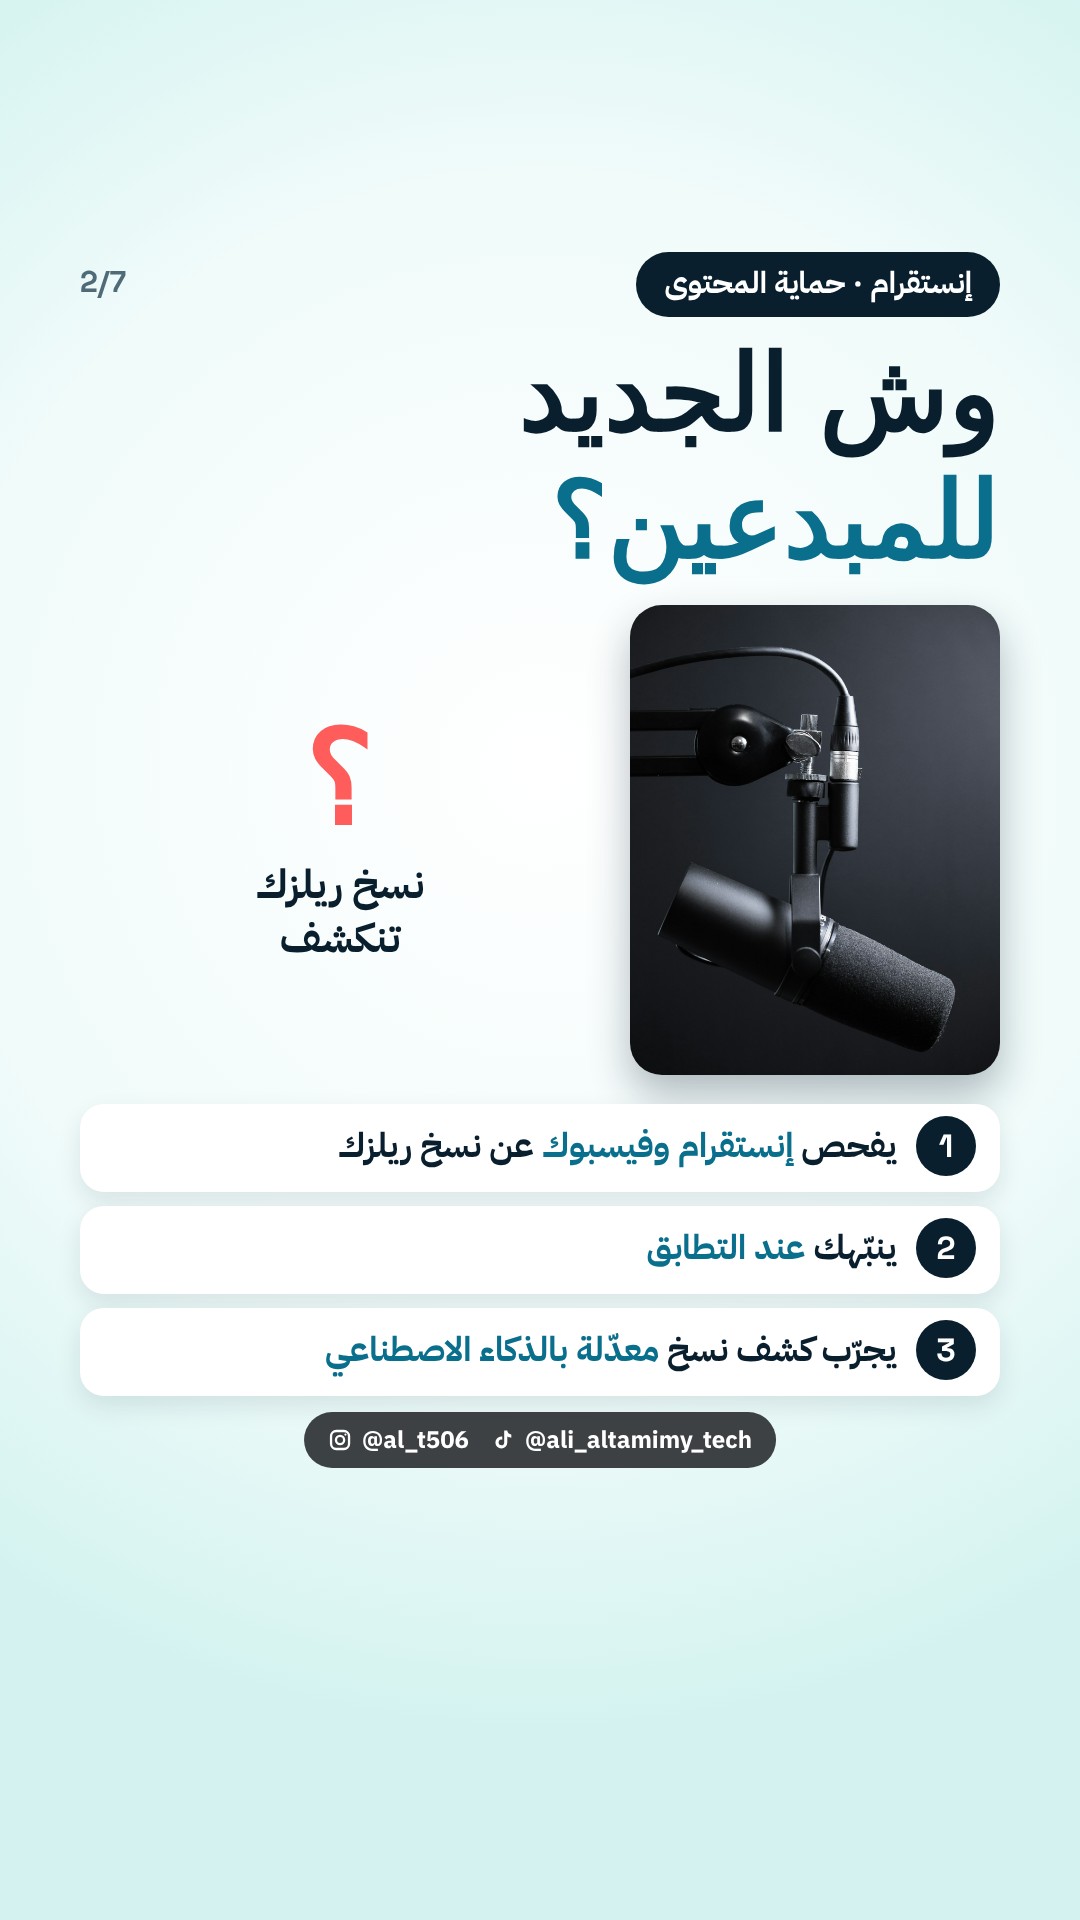 إنستقرام · حماية المحتوى
2/7
وش الجديد
للمبدعين؟
؟
نسخ ريلزك
تنكشف
1 يفحص إنستقرام وفيسبوك عن نسخ ريلزك
2 ينبّهك عند التطابق
3 يجرّب كشف نسخ معدّلة بالذكاء الاصطناعي
@al_t506 @ali_altamimy_tech